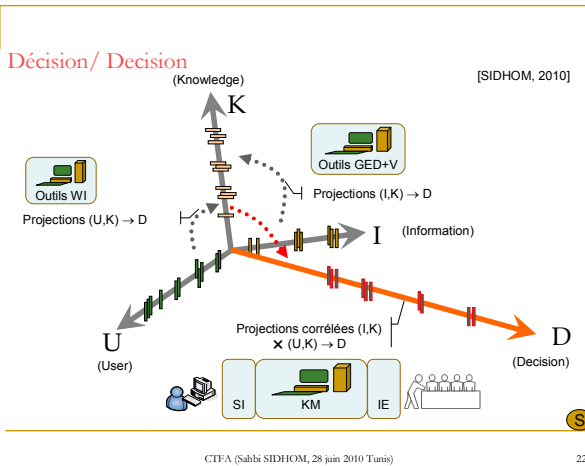 Décision/ Decision
(Knowledge)
[SIDHOM, 2010]
K
Outils GED+V
Outils WI
Projections (I,K) → D
Projections (U,K) → D
I
(Information)
Projections corrélées (I,K)
× (U,K) → D
U
(User)
D
(Decision)
SI
KM
IE
S
CTFA (Sahbi SIDHOM, 28 juin 2010 Tunis)
22